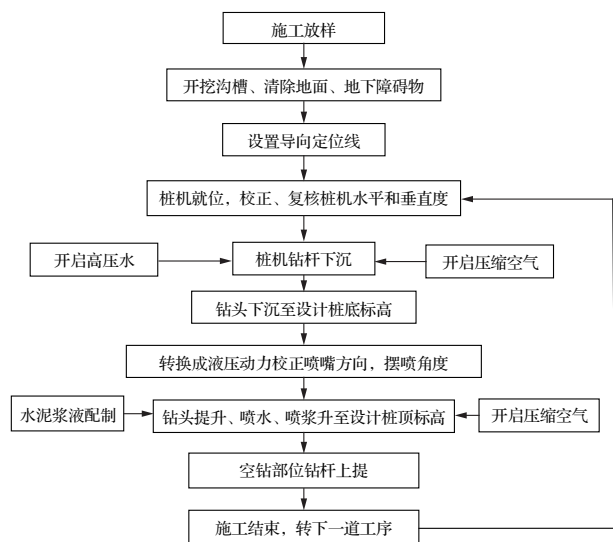 施工放样
开挖沟槽、清除地面、地下障碍物
设置导向定位线
桩机就位，校正、复核桩机水平和垂直度
开启高压水
桩机钻杆下沉
开启压缩空气
钻头下沉至设计桩底标高
转换成液压动力校正喷嘴方向，摆喷角度
水泥浆液配制
钻头提升、喷水、喷浆升至设计桩顶标高
开启压缩空气
空钻部位钻杆上提
施工结束，转下一道工序